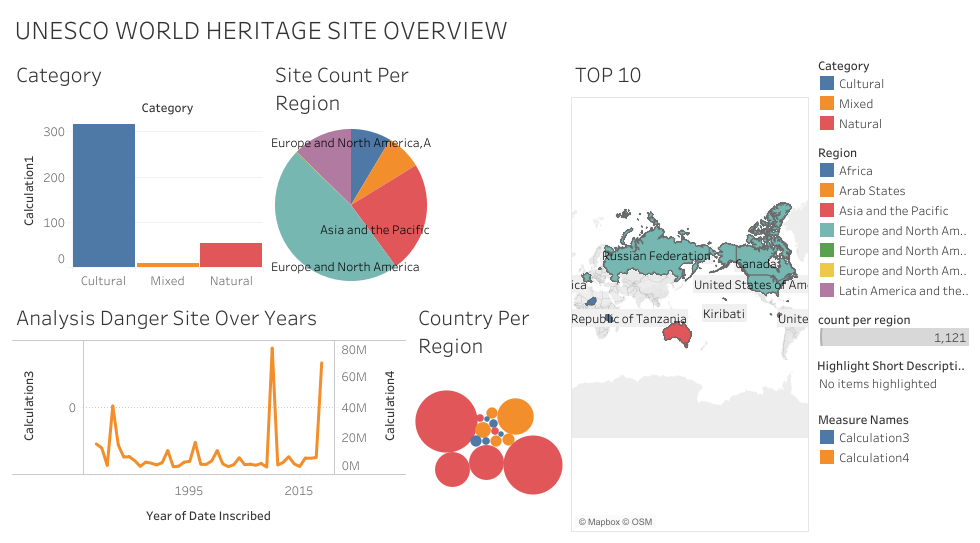 UNESCO WORLD HERITAGE SITE OVERVIEW
Category
Category
Calculation1
300
200
100
0
Cultural
Mixed
Natural
Site Count Per
Region
Europe and North America,A
Asia and the Pacific
Europe and North America
TOP 10
Russian Federation
Canada
United States of Am
ica
Republic of Tanzania
Kiribati
Unite
© Mapbox © OSM
Analysis Danger Site Over Years
Calculation3
0
80M
60M
40M
20M
0M
Calculation4
1995
2015
Year of Date Inscribed
Country Per
Region
Category
Cultural
Mixed
Natural
Region
Africa
Arab States
Asia and the Pacific
Europe and North Am..
Europe and North Am..
Europe and North Am..
Latin America and the..
count per region
1,121
Highlight Short Descripti..
No items highlighted
Measure Names
Calculation3
Calculation4